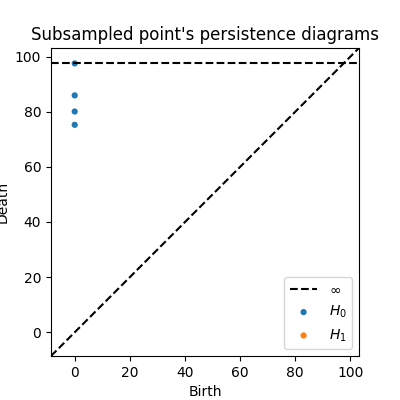 Subsampled point's persistence diagrams
100
80
60
40
20
0
Death
0 20 40 60 80 100
Birth
∞
H₀
H₁